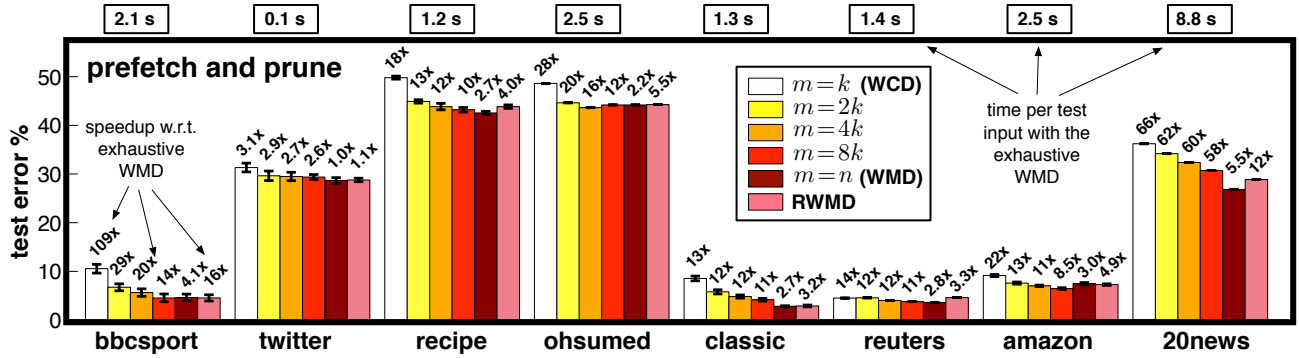 2.1 s 0.1 s 1.2 s 2.5 s 1.3 s 1.4 s 2.5 s 8.8 s
prefetch and prune
test error %
50
40
30
20
10
0
speedup w.r.t.
exhaustive
WMD
109x 29x 20x 14x 4.1x 16x
3.1x 2.9x 2.7x 2.6x 1.0x 1.1x
18x 13x 12x 10x 2.7x 4.0x
28x 20x 16x 12x 2.2x 5.5x
13x 12x 12x 11x 2.7x 3.2x
14x 12x 12x 11x 2.8x 3.3x
22x 13x 11x 8.5x 3.0x 4.9x
66x 62x 60x 58x 5.5x 12x
m=k (WCD)
m=2k
m=4k
m=8k
m=n (WMD)
RWMD
time per test
input with the
exhaustive
WMD
bbcsport twitter recipe ohsumed classic reuters amazon 20news